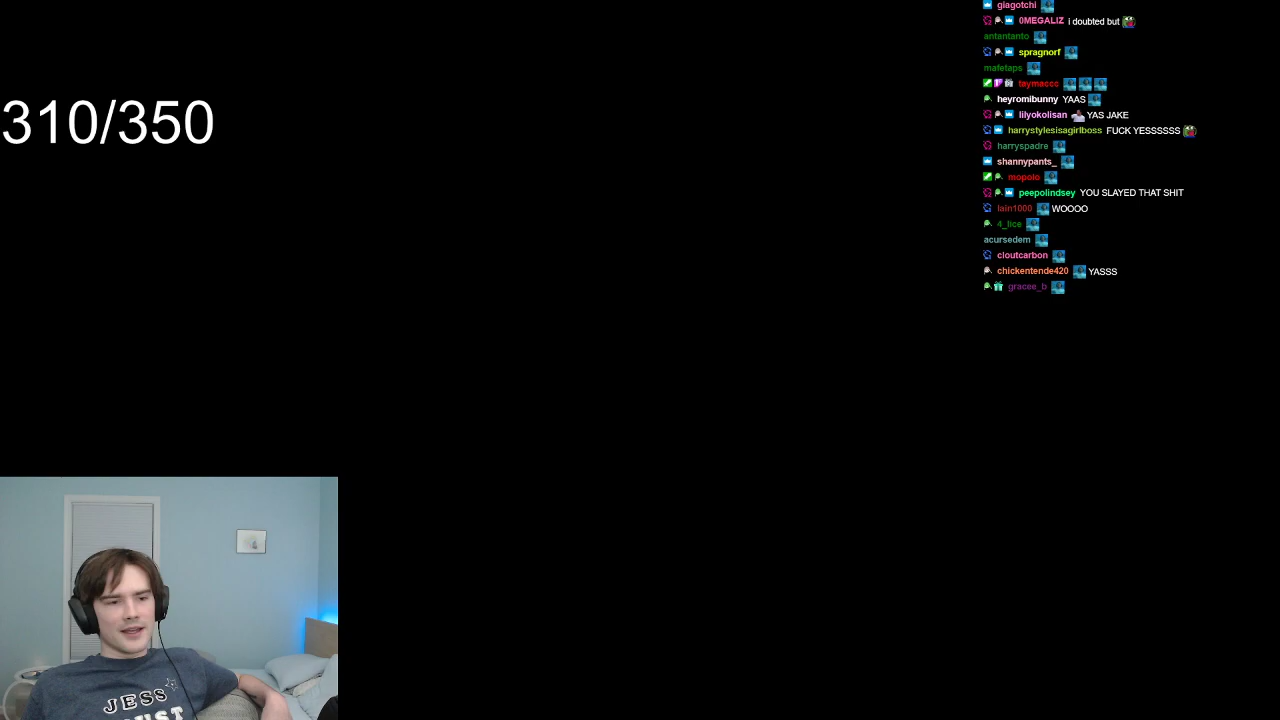 310/350
giagotchi
0MEGALIZ i doubted but
antantanto
spragnorf
mafetaps
taymaccc
heyromibunny YAAS
lilyokolisan YAS JAKE
harrystylesisagirlboss FUCK YESSSSSS
harryspadre
shannypants_
mopolo
peepolindsey YOU SLAYED THAT SHIT
lain1000 WOOOO
4_lice
acursedem
cloutcarbon
chickentende420 YASSS
gracee_b
JESS